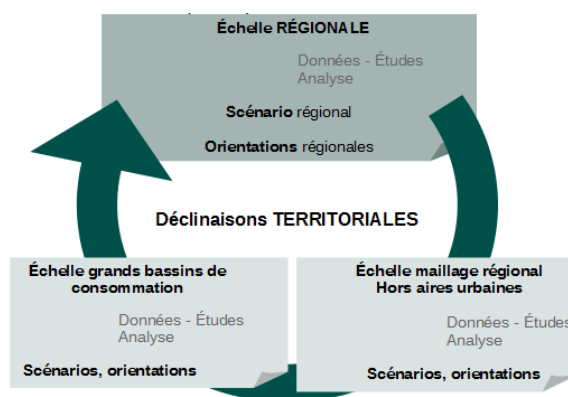 Échelle RÉGIONALE
Données - Études
Analyse
Scénario régional
Orientations régionales
Déclinaisons TERRITORIALES
Échelle grands bassins de
consommation
Données - Études
Analyse
Scénarios, orientations
Échelle maillage régional
Hors aires urbaines
Données - Études
Analyse
Scénarios, orientations